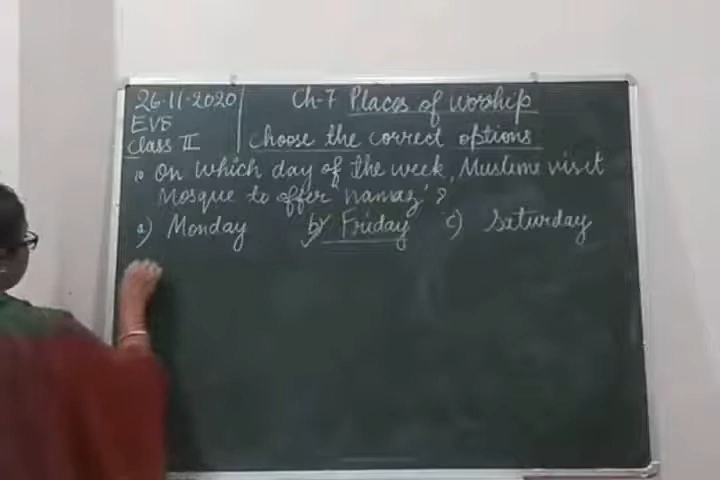 26.11.2020
EVS
Class II
Ch-7 Places of worship
Choose the correct options
1. On which day of the week, Muslims visit
Mosque to offer 'namaz'?
a) Monday b) Friday c) Saturday